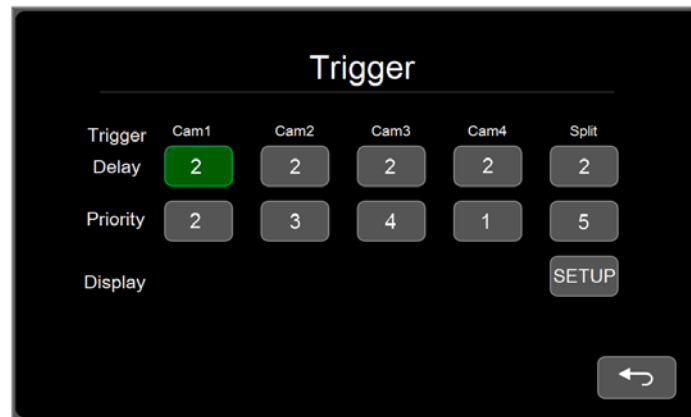 Trigger
Trigger Cam1 Cam2 Cam3 Cam4 Split
Delay 2 2 2 2 2
Priority 2 3 4 1 5
Display SETUP